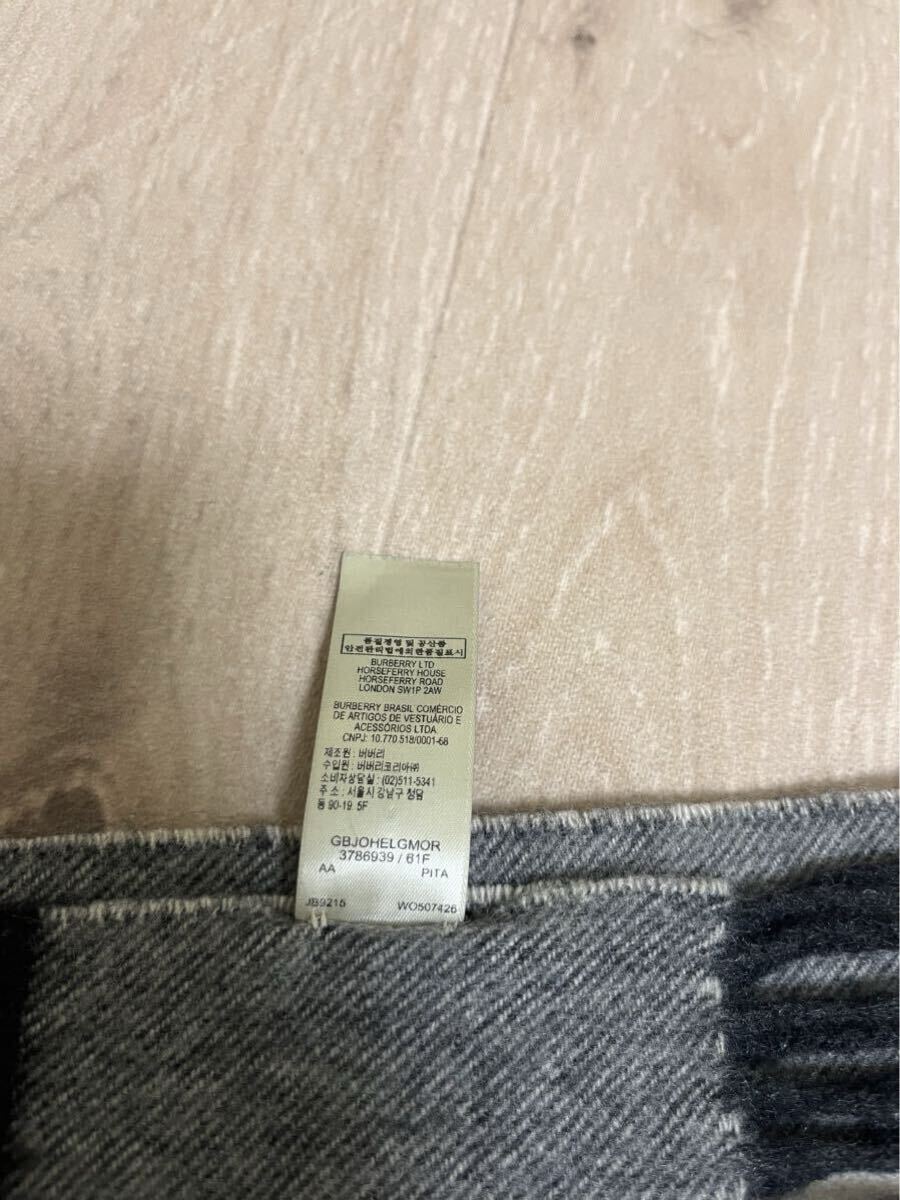 품질경영 및 공산품
안전관리법에의한품질표시
BURBERRY LTD
HORSEFERRY HOUSE
HORSEFERRY ROAD
LONDON SW1P 2AW
BURBERRY BRASIL COMÉRCIO
DE ARTIGOS DE VESTUÁRIO E
ACESSÓRIOS LTDA
CNPJ: 10.770.518/0001-68
제조원 : 버버리
수입원 : 버버리코리아㈜
소비자상담실 : (02)511-5341
주 소 : 서울시 강남구 청담
동 90-19 5F
GBJOHELGMOR
3786939 / 61F
AA PITA
JB9215 WO507426